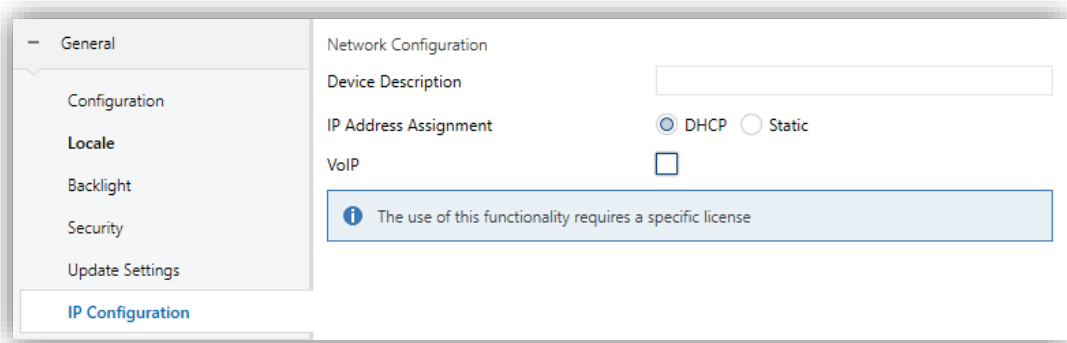 General
Configuration
Locale
Backlight
Security
Update Settings
IP Configuration
Network Configuration
Device Description
IP Address Assignment DHCP Static
VoIP
The use of this functionality requires a specific license